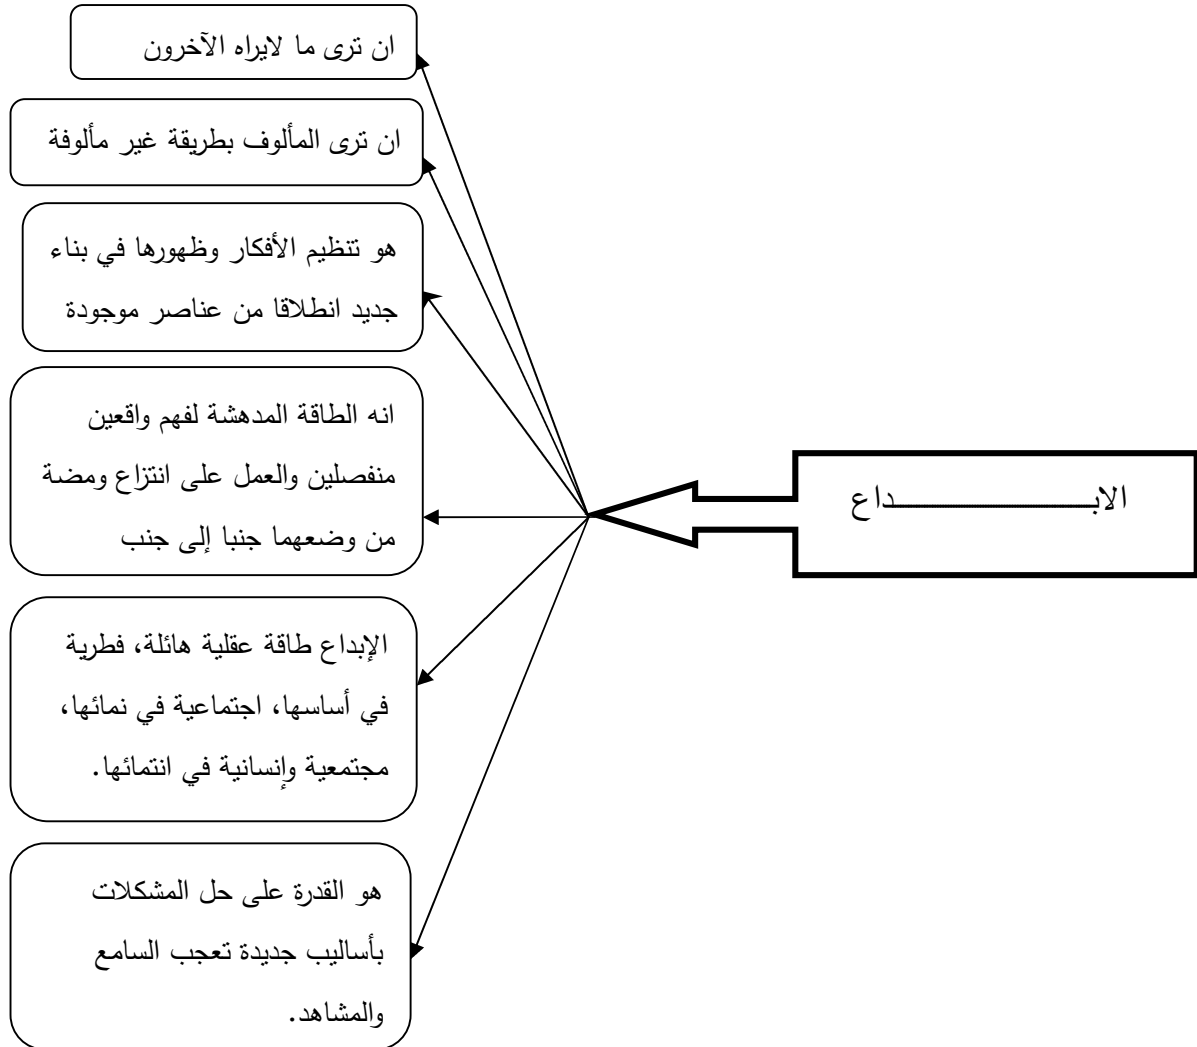 الابـــــــــــــــــداع
ان ترى ما لايراه الآخرون
ان ترى المألوف بطريقة غير مألوفة
هو تنظيم الأفكار وظهورها في بناء
جديد انطلاقا من عناصر موجودة
انه الطاقة المدهشة لفهم واقعين
منفصلين والعمل على انتزاع ومضة
من وضعهما جنبا إلى جنب
الإبداع طاقة عقلية هائلة، فطرية
في أساسها، اجتماعية في نمائها،
مجتمعية وإنسانية في انتمائها.
هو القدرة على حل المشكلات
بأساليب جديدة تعجب السامع
والمشاهد.